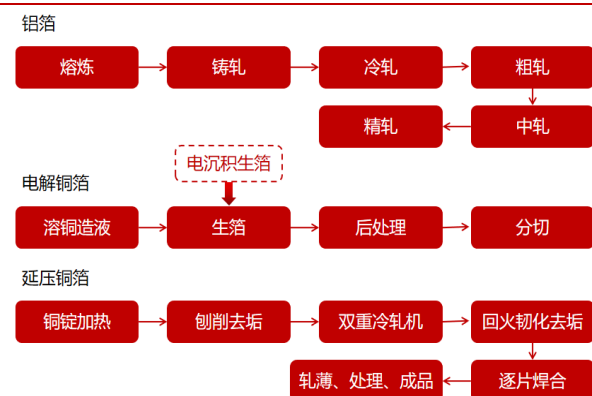 铝箔
熔炼
铸轧
冷轧
粗轧
精轧
中轧
电沉积生箔
电解铜箔
溶铜造液
生箔
后处理
分切
延压铜箔
铜锭加热
刨削去垢
双重冷轧机
回火韧化去垢
轧薄、处理、成品
逐片焊合